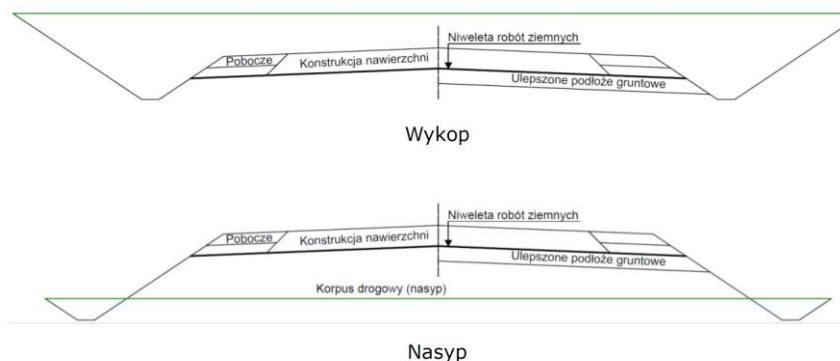 Niweleta robót ziemnych
Pobocze
Konstrukcja nawierzchni
Ulepszone podłoże gruntowe
Wykop
Niweleta robót ziemnych
Pobocze
Konstrukcja nawierzchni
Ulepszone podłoże gruntowe
Korpus drogowy (nasyp)
Nasyp